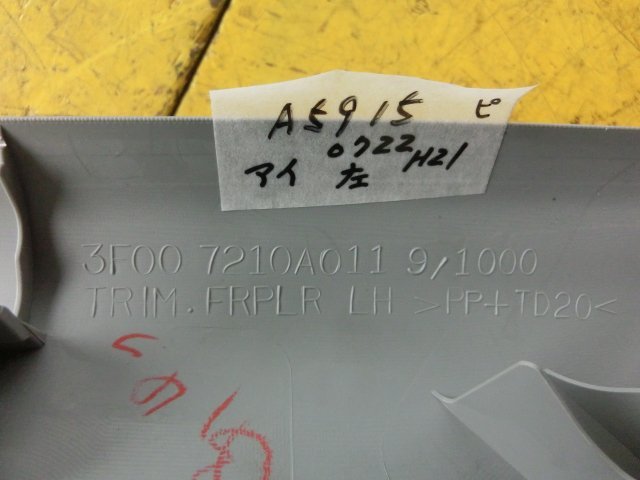 A5915 ピ
0722 H21
アイ 左
3F00 7210A011 9/1000
TRIM. FRPLR LH >PP+TD20<